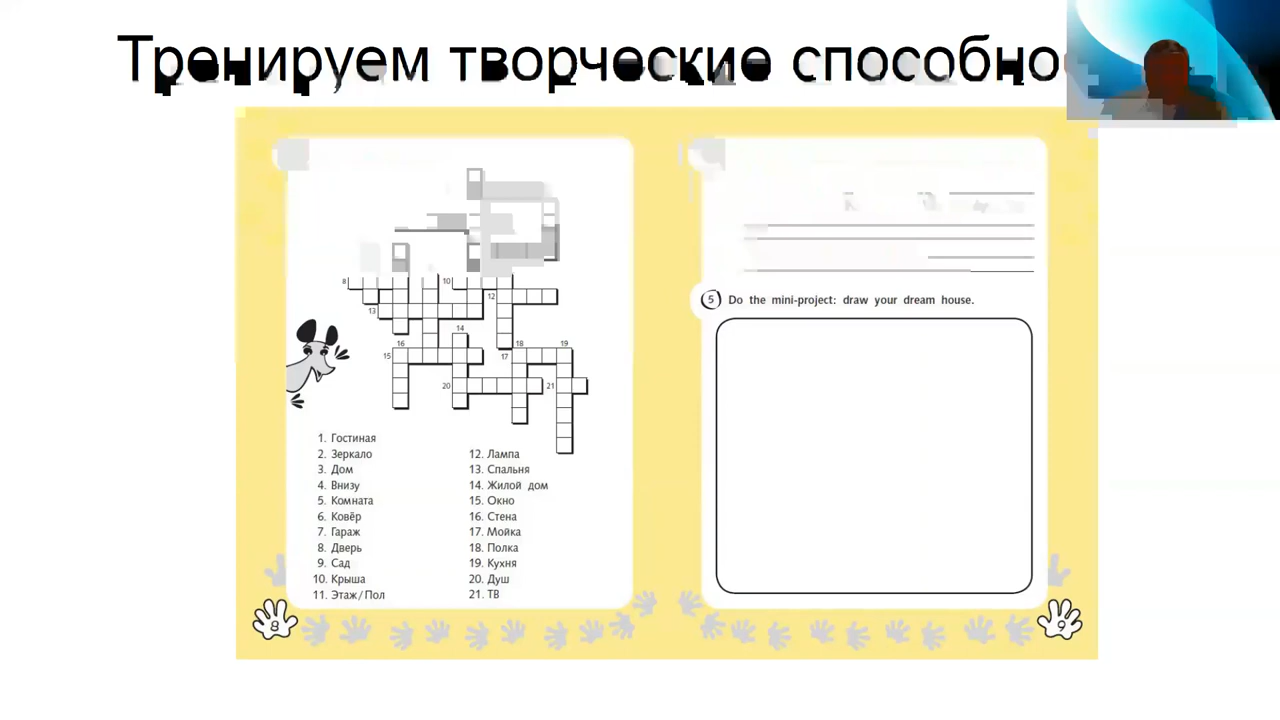 Тренируем творческие
8
10
12
13
14
16
18
19
15
17
20
21
1. Гостиная
2. Зеркало
3. Дом
4. Внизу
5. Комната
6. Ковёр
7. Гараж
8. Дверь
9. Сад
10. Крыша
11. Этаж/Пол
12. Лампа
13. Спальня
14. Жилой дом
15. Окно
16. Стена
17. Мойка
18. Полка
19. Кухня
20. Душ
21. ТВ
8
5 Do the mini-project: draw your dream house.
9